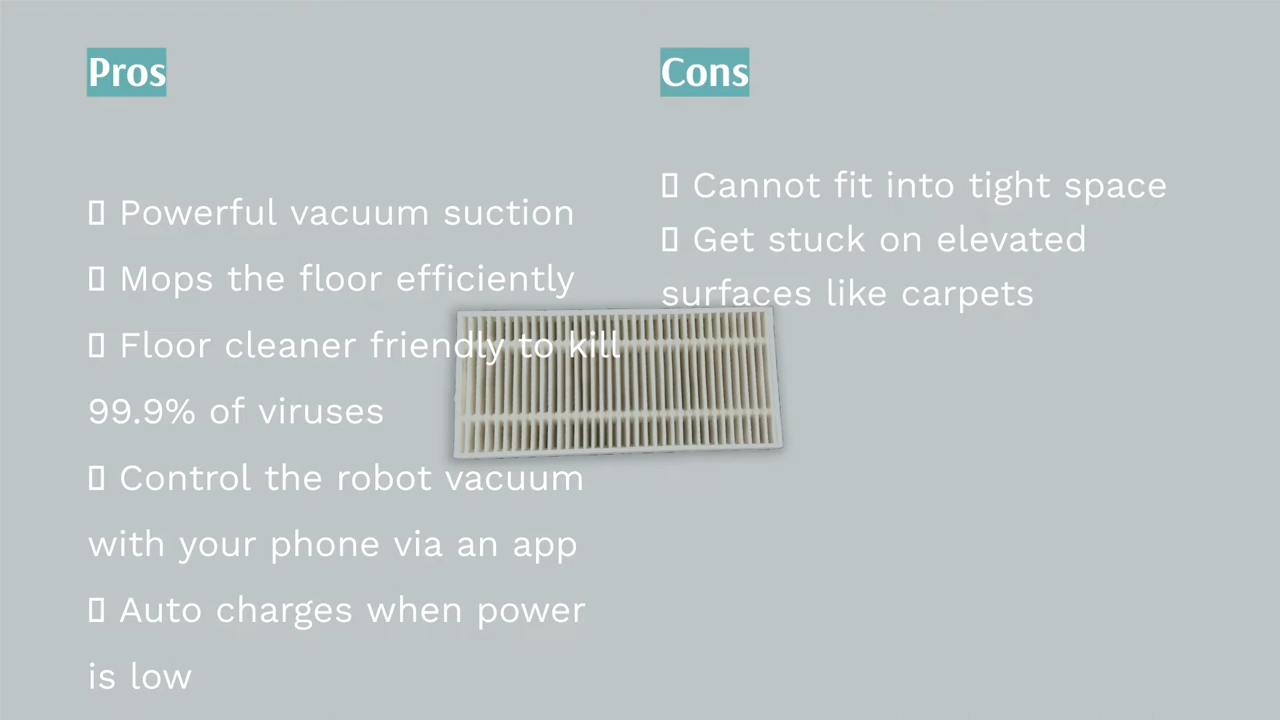 Pros
▯ Powerful vacuum suction
▯ Mops the floor efficiently
▯ Floor cleaner friendly to kill
99.9% of viruses
▯ Control the robot vacuum
with your phone via an app
▯ Auto charges when power
is low
Cons
▯ Cannot fit into tight space
▯ Get stuck on elevated
surfaces like carpets